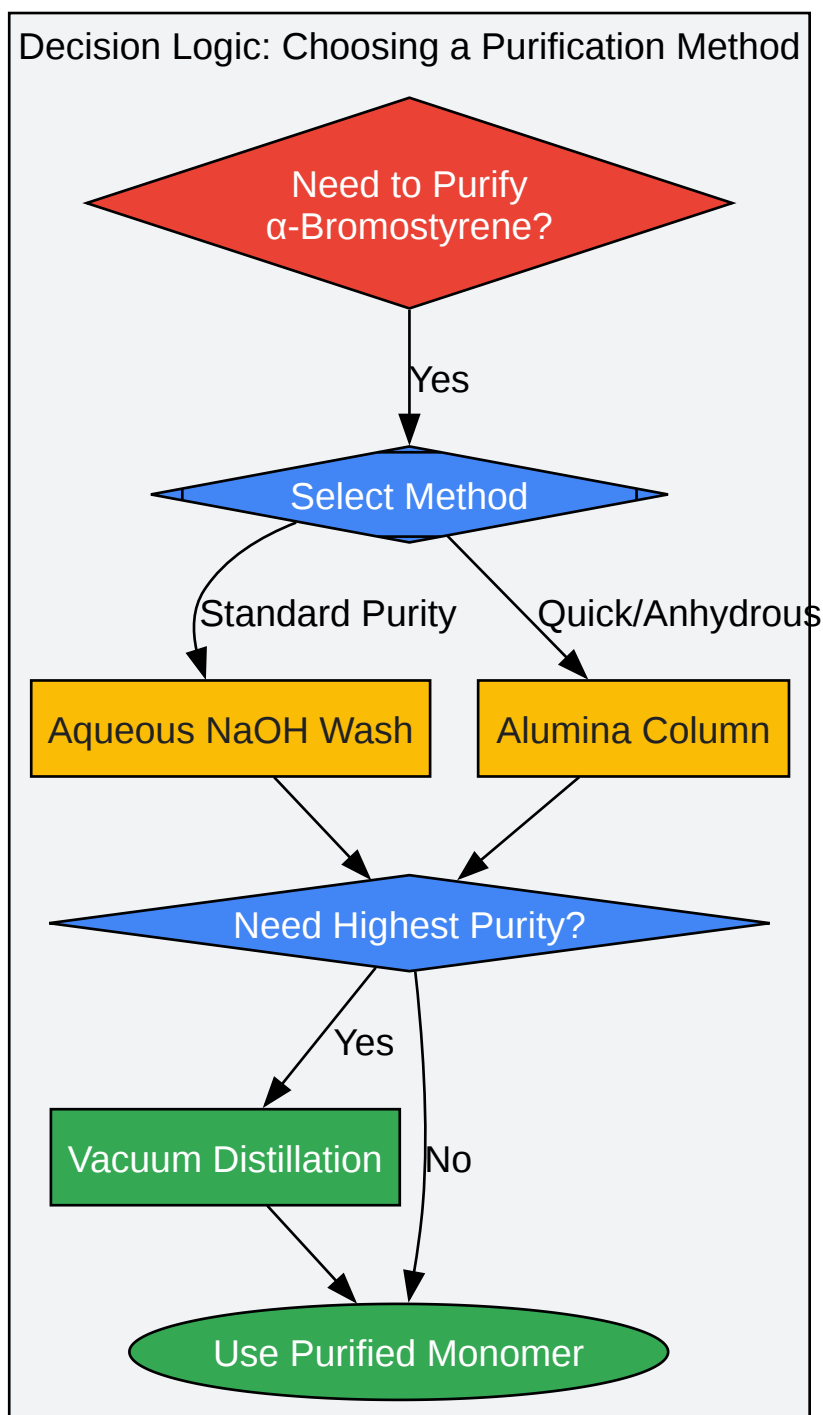 Decision Logic: Choosing a Purification Method
Need to Purify
α-Bromostyrene?
Yes
Select Method
Standard Purity
Quick/Anhydrous
Aqueous NaOH Wash
Alumina Column
Need Highest Purity?
Yes
Vacuum Distillation
No
Use Purified Monomer